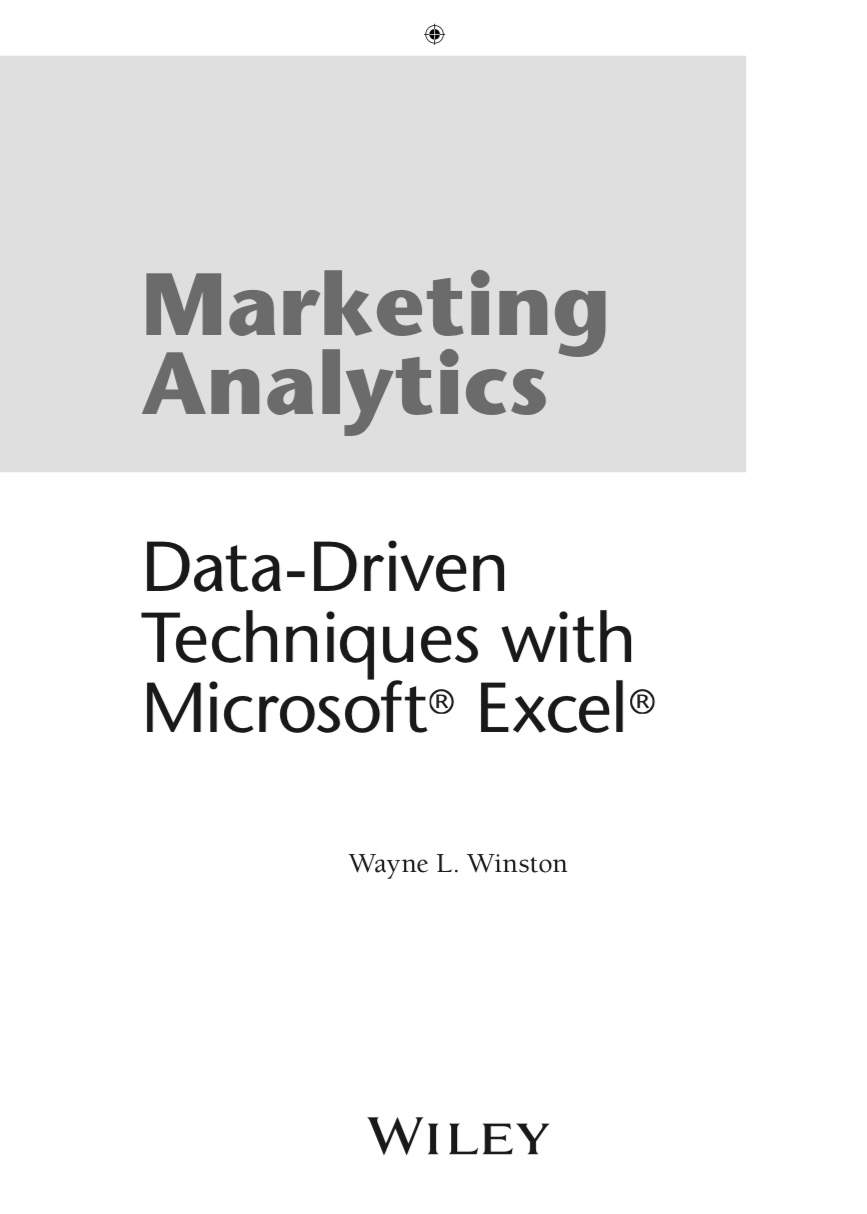 Marketing
Analytics
Data-Driven
Techniques with
Microsoft® Excel®
Wayne L. Winston
WILEY